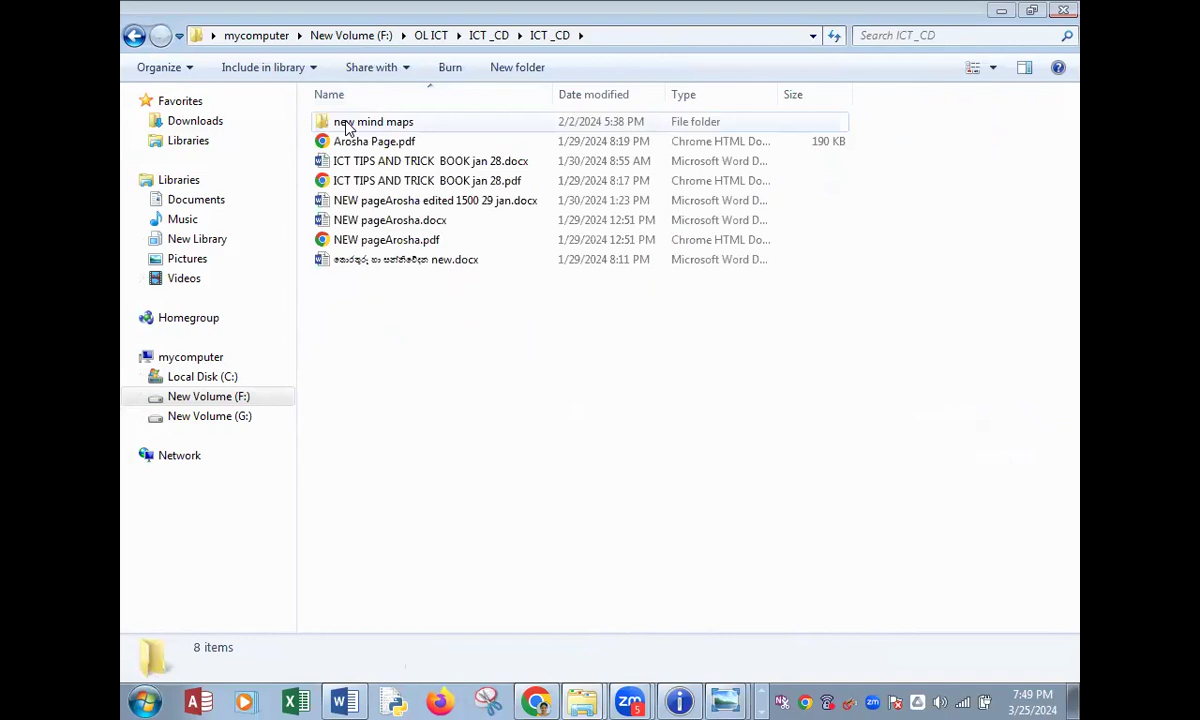 mycomputer New Volume (F:) OL ICT ICT _CD ICT _CD Search ICT_CD
Organize Include in library Share with Burn New folder
Name Date modified Type Size
Favorites
Downloads
Libraries
Libraries
Documents
Music
New Library
Pictures
Videos
Homegroup
mycomputer
Local Disk (C:)
New Volume (F:)
New Volume (G:)
Network
new mind maps 2/2/2024 5:38 PM File folder
Arosha Page.pdf 1/29/2024 8:19 PM Chrome HTML Do... 190 KB
ICT TIPS AND TRICK BOOK jan 28.docx 1/30/2024 8:55 AM Microsoft Word D...
ICT TIPS AND TRICK BOOK jan 28.pdf 1/29/2024 8:17 PM Chrome HTML Do...
NEW pageArosha edited 1500 29 jan.docx 1/30/2024 1:23 PM Microsoft Word D...
NEW pageArosha.docx 1/29/2024 12:51 PM Microsoft Word D...
NEW pageArosha.pdf 1/29/2024 12:51 PM Chrome HTML Do...
තොරතුරු හා සන්නිවේදන new.docx 1/29/2024 8:11 PM Microsoft Word D...
8 items
zm 5
zm
7:49 PM
3/25/2024